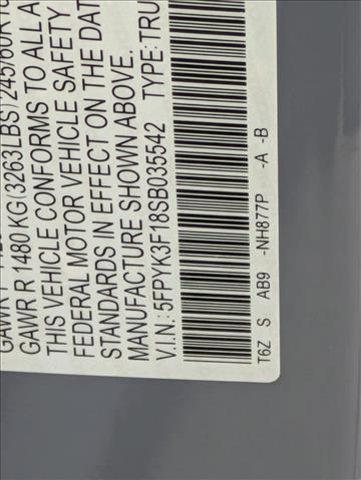 GAWR R 1480 KG(3263LBS) 245/60R18
THIS VEHICLE CONFORMS TO ALL A
FEDERAL MOTOR VEHICLE SAFETY
STANDARDS IN EFFECT ON THE DAT
MANUFACTURE SHOWN ABOVE.
V.I.N.: 5FPYK3F18SB035542 TYPE: TRU
T6Z S AB9 -NH877P -A -B